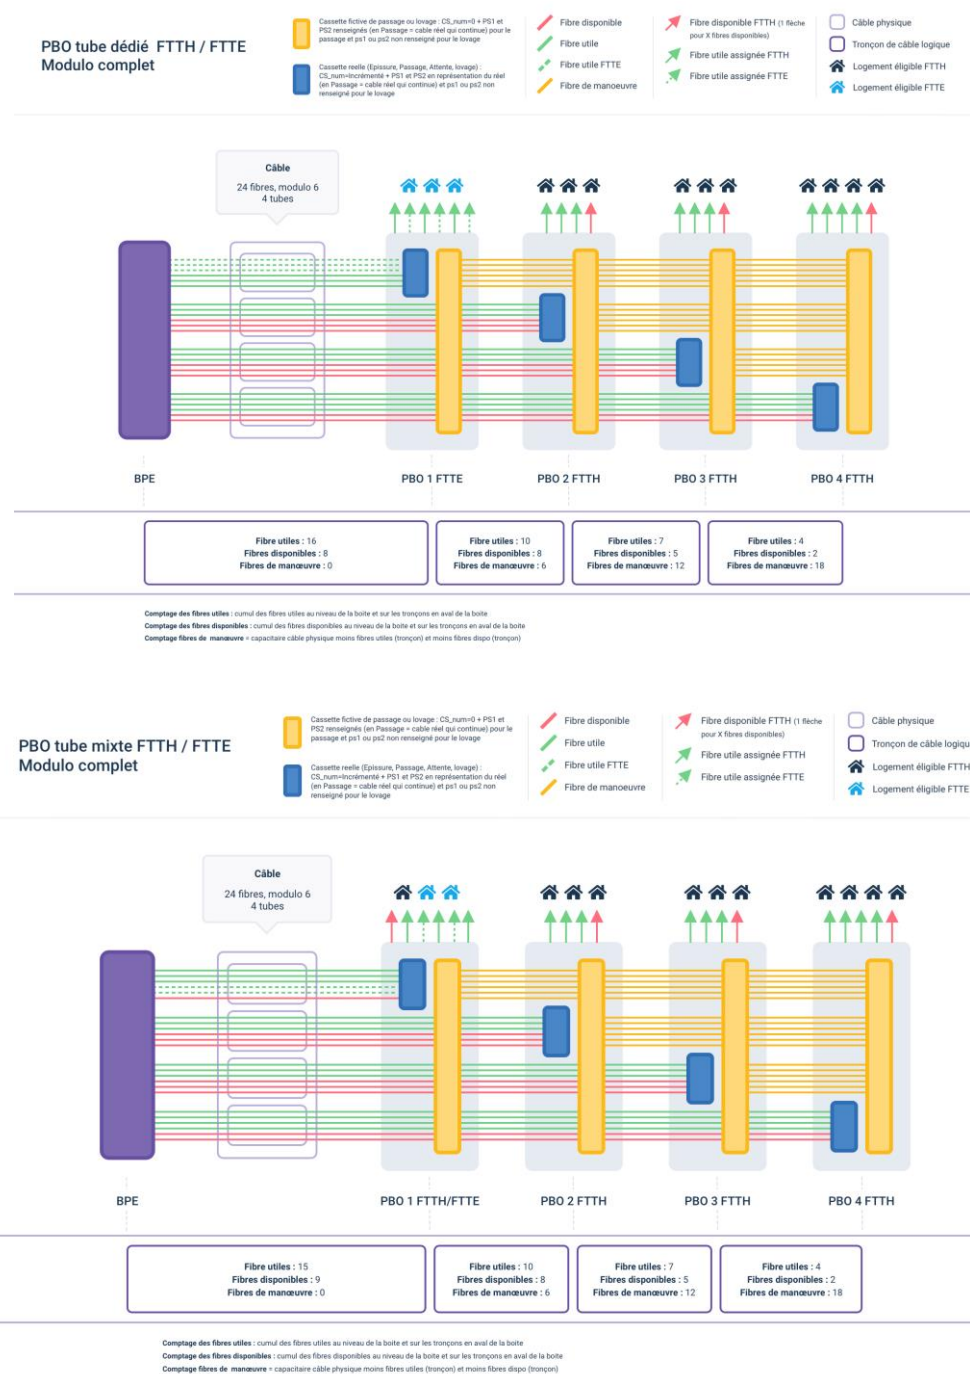 PBO tube dédié FTTH / FTTE
Modulo complet
Cassette fictive de passage ou lovage : CS_num=0 + PS1 et
PS2 renseignés (en Passage = cable réel qui continue) pour le
passage et ps1 ou ps2 non renseigné pour le lovage
Cassette reelle (Epissure, Passage, Attente, lovage) :
CS_num=Incrémenté + PS1 et PS2 en représentation du réel
(en Passage = cable réel qui continue) et ps1 ou ps2 non
renseigné pour le lovage
Fibre disponible
Fibre utile
Fibre utile FTTE
Fibre de manoeuvre
Fibre disponible FTTH (1 flèche
pour X fibres disponibles)
Fibre utile assignée FTTH
Fibre utile assignée FTTE
Câble physique
Tronçon de câble logique
Logement éligible FTTH
Logement éligible FTTE
Câble
24 fibres, modulo 6
4 tubes
BPE
PBO 1 FTTE
PBO 2 FTTH
PBO 3 FTTH
PBO 4 FTTH
Fibre utiles : 16
Fibres disponibles : 8
Fibres de manœuvre : 0
Fibre utiles : 10
Fibres disponibles : 8
Fibres de manœuvre : 6
Fibre utiles : 7
Fibres disponibles : 5
Fibres de manœuvre : 12
Fibre utiles : 4
Fibres disponibles : 2
Fibres de manœuvre : 18
Comptage des fibres utiles : cumul des fibres utiles au niveau de la boite et sur les tronçons en aval de la boite
Comptage des fibres disponibles : cumul des fibres disponibles au niveau de la boite et sur les tronçons en aval de la boite
Comptage fibres de manœuvre = capacitaire câble physique moins fibres utiles (tronçon) et moins fibres dispo (tronçon)
PBO tube mixte FTTH / FTTE
Modulo complet
Cassette fictive de passage ou lovage : CS_num=0 + PS1 et
PS2 renseignés (en Passage = cable réel qui continue) pour le
passage et ps1 ou ps2 non renseigné pour le lovage
Cassette reelle (Epissure, Passage, Attente, lovage) :
CS_num=Incrémenté + PS1 et PS2 en représentation du réel
(en Passage = cable réel qui continue) et ps1 ou ps2 non
renseigné pour le lovage
Fibre disponible
Fibre utile
Fibre utile FTTE
Fibre de manoeuvre
Fibre disponible FTTH (1 flèche
pour X fibres disponibles)
Fibre utile assignée FTTH
Fibre utile assignée FTTE
Câble physique
Tronçon de câble logiqu
Logement éligible FTTH
Logement éligible FTTE
Câble
24 fibres, modulo 6
4 tubes
BPE
PBO 1 FTTH/FTTE
PBO 2 FTTH
PBO 3 FTTH
PBO 4 FTTH
Fibre utiles : 15
Fibres disponibles : 9
Fibres de manœuvre : 0
Fibre utiles : 10
Fibres disponibles : 8
Fibres de manœuvre : 6
Fibre utiles : 7
Fibres disponibles : 5
Fibres de manœuvre : 12
Fibre utiles : 4
Fibres disponibles : 2
Fibres de manœuvre : 18
Comptage des fibres utiles : cumul des fibres utiles au niveau de la boite et sur les tronçons en aval de la boite
Comptage des fibres disponibles : cumul des fibres disponibles au niveau de la boite et sur les tronçons en aval de la boite
Comptage fibres de manœuvre = capacitaire câble physique moins fibres utiles (tronçon) et moins fibres dispo (tronçon)